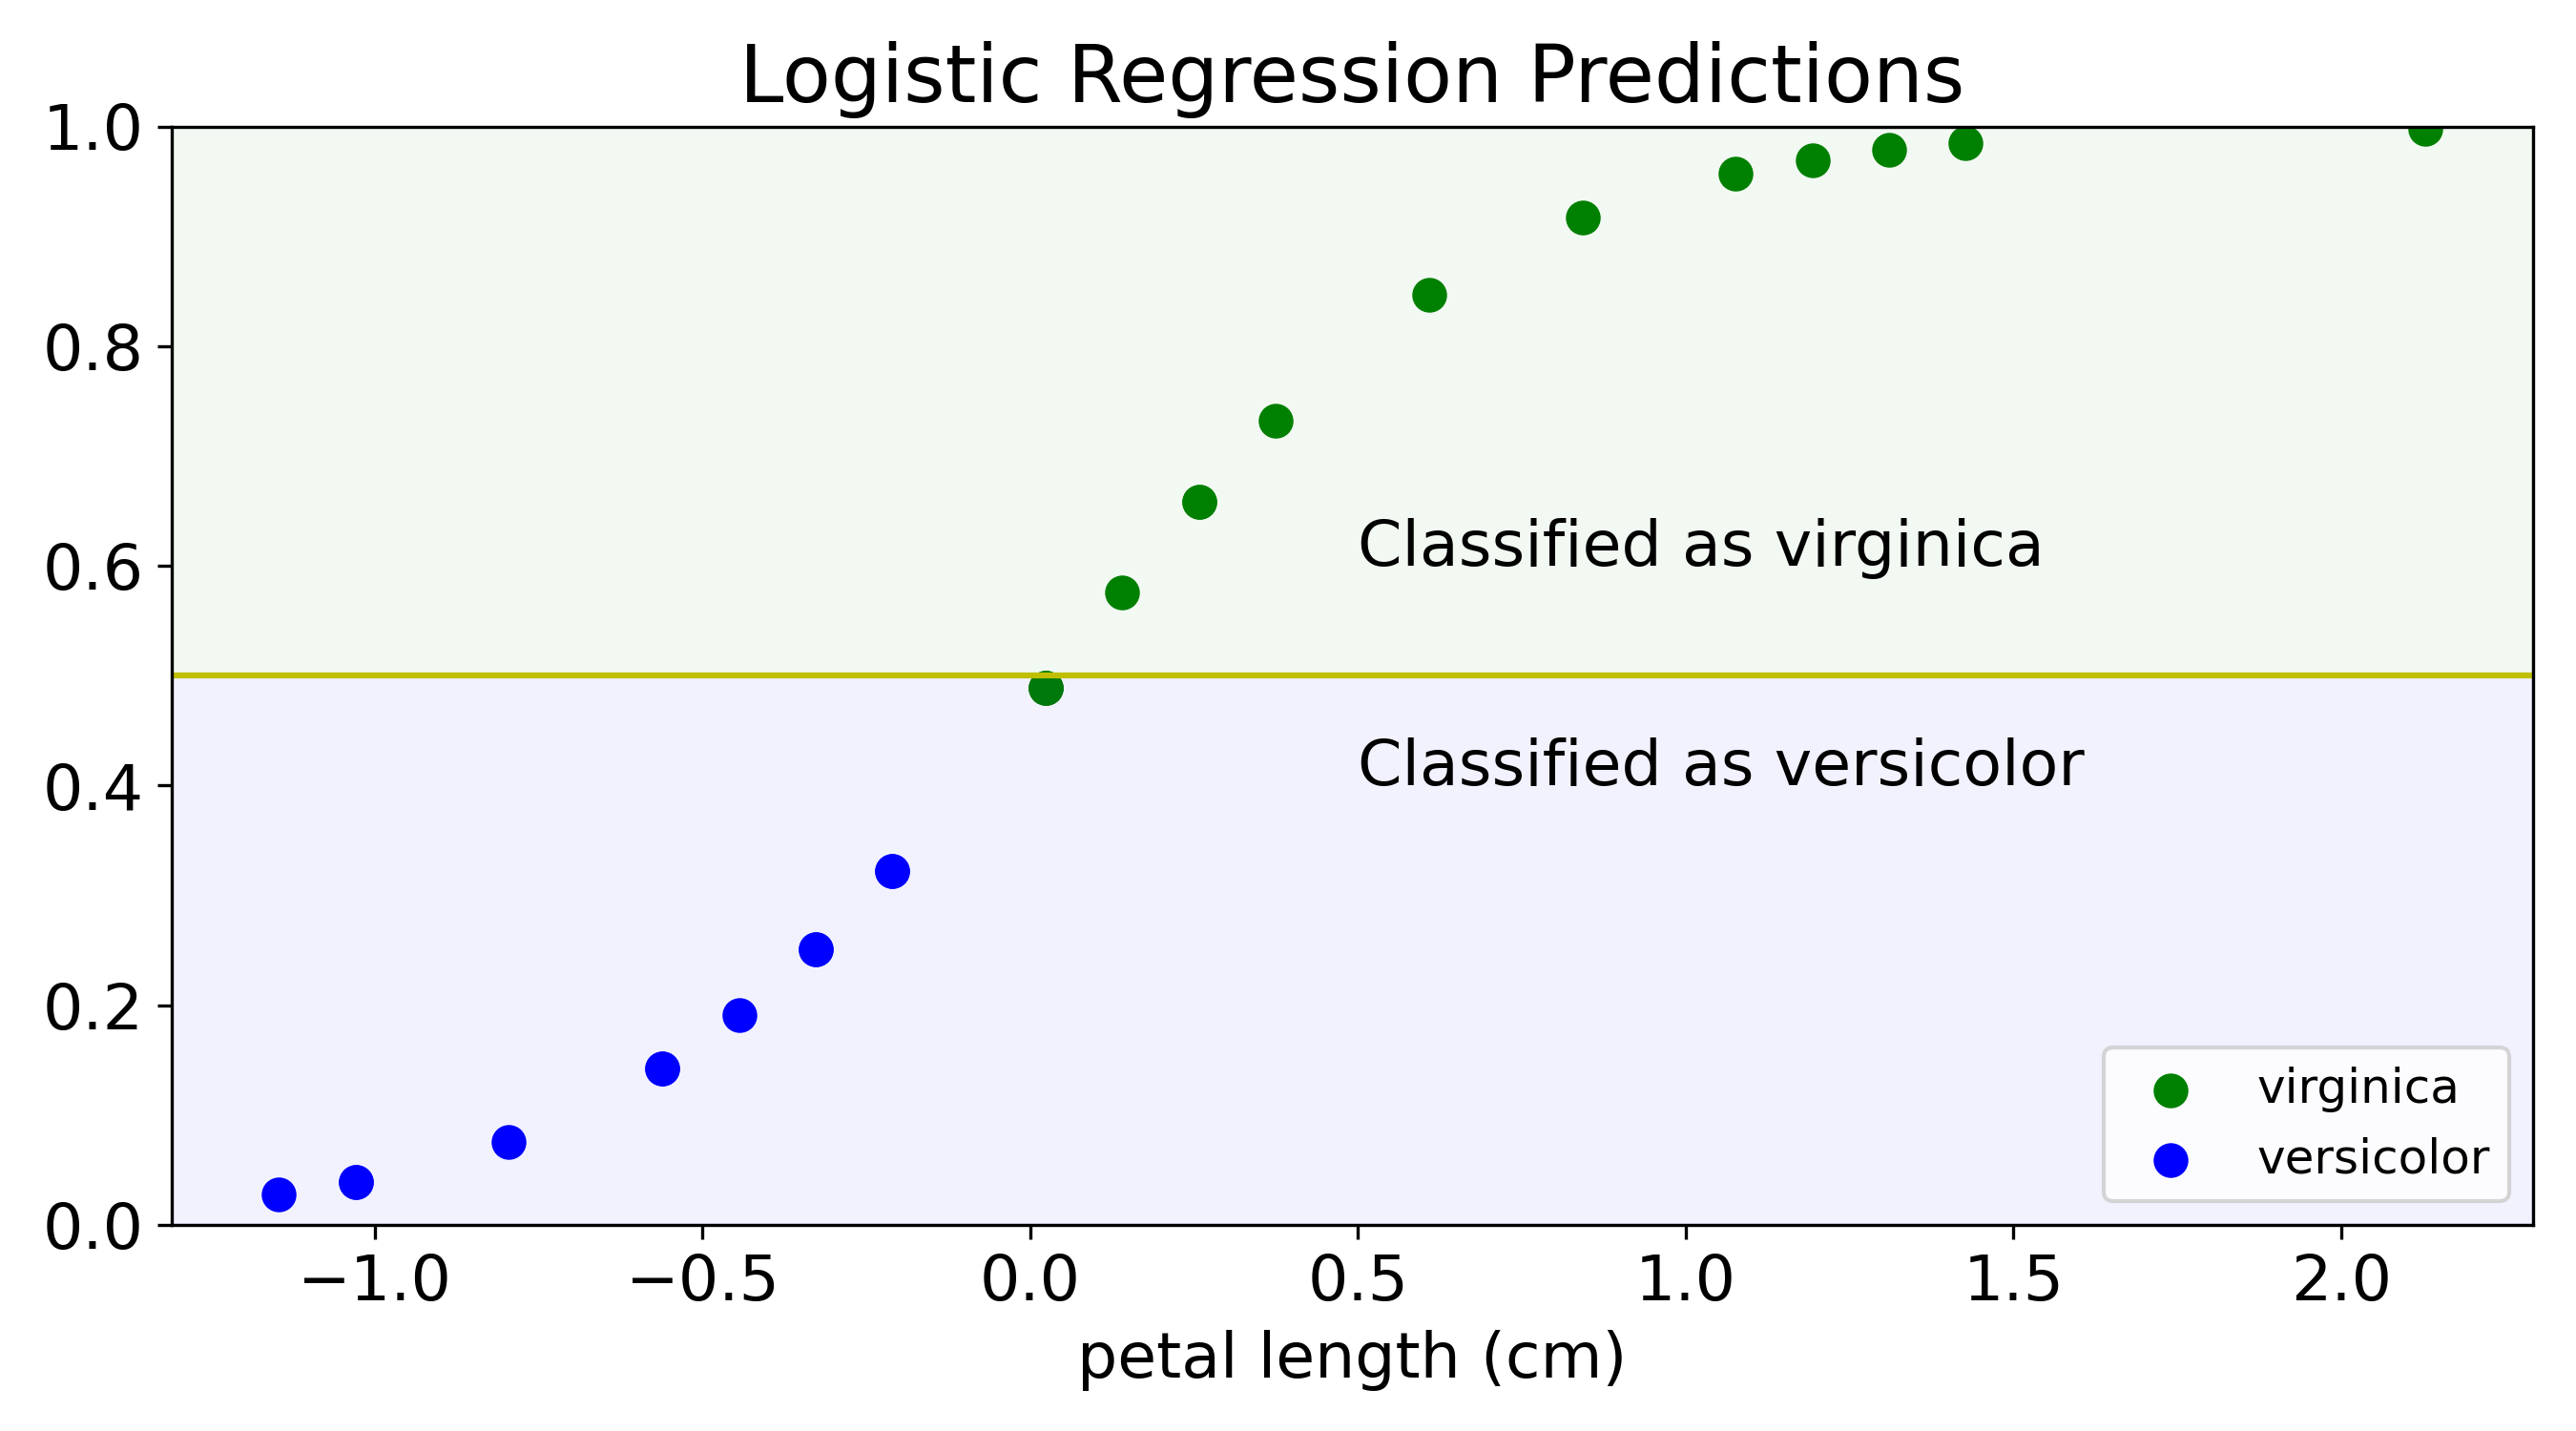 Logistic Regression Predictions
1.0
0.8
0.6
0.4
0.2
0.0
Classified as virginica
Classified as versicolor
virginica
versicolor
−1.0 −0.5 0.0 0.5 1.0 1.5 2.0
petal length (cm)